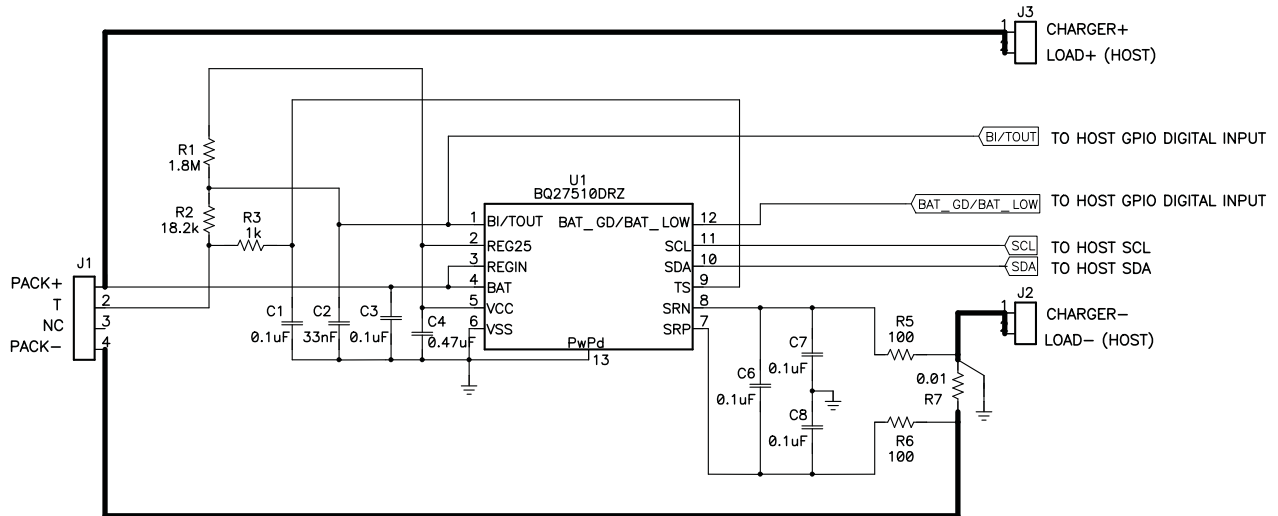 J3
1
CHARGER+
LOAD+ (HOST)
BI/TOUT TO HOST GPIO DIGITAL INPUT
R1
1.8M
U1
BQ27510DRZ
BAT_GD/BAT_LOW TO HOST GPIO DIGITAL INPUT
R2
18.2k
R3
1k
1 BI/TOUT BAT_GD/BAT_LOW 12
2 REG25 SCL 11
SCL TO HOST SCL
3 REGIN SDA 10
SDA TO HOST SDA
4 BAT TS 9
5 VCC SRN 8
6 VSS SRP 7
PwPd
13
J1
PACK+
T 2
NC 3
PACK- 4
C1
0.1uF
C2
33nF
C3
0.1uF
C4
0.47uF
J2
1
CHARGER-
LOAD- (HOST)
R5
100
C7
0.1uF
C6
0.1uF
0.01
R7
C8
0.1uF
R6
100